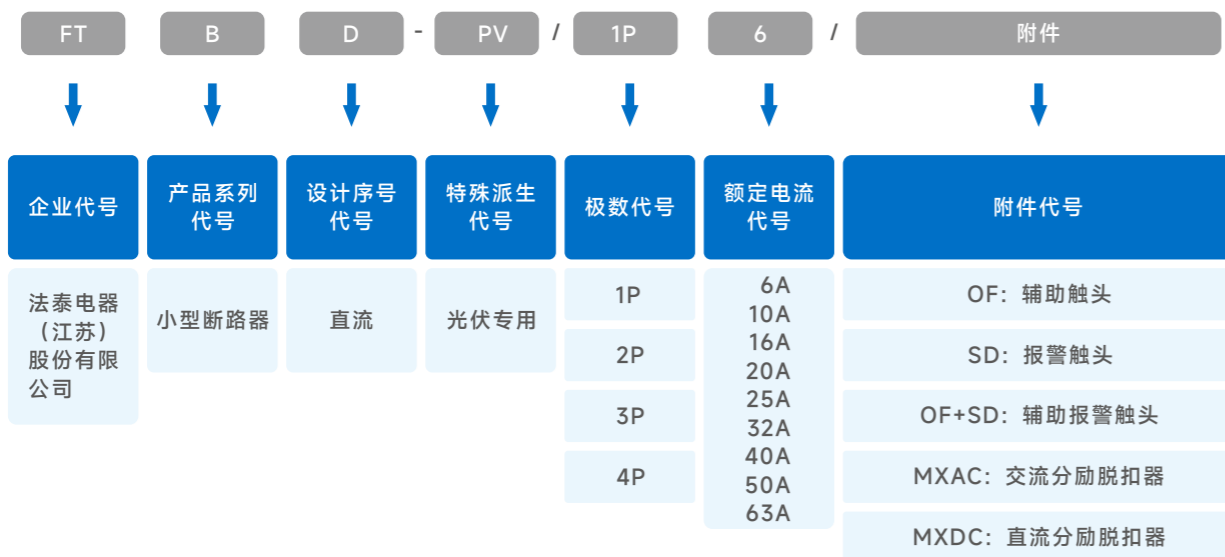 FT B D - PV / 1P 6 / 附件
企业代号
产品系列
代号
设计序号
代号
特殊派生
代号
极数代号
额定电流
代号
附件代号
法泰电器
（江苏）
股份有限
公司
小型断路器
直流
光伏专用
1P
2P
3P
4P
6A
10A
16A
20A
25A
32A
40A
50A
63A
OF：辅助触头
SD：报警触头
OF+SD：辅助报警触头
MXAC：交流分励脱扣器
MXDC：直流分励脱扣器